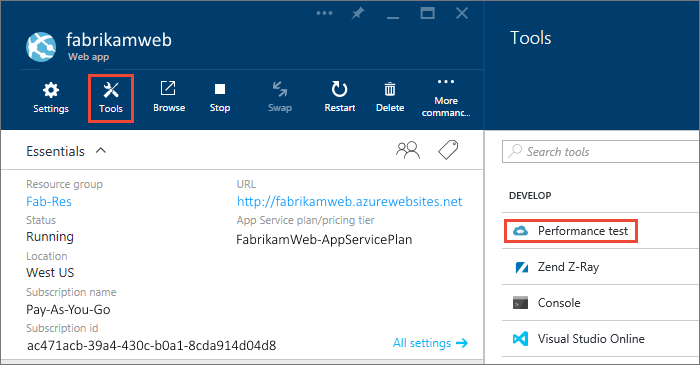 fabrikamweb
Web app
Settings
Tools
Browse
Stop
Swap
Restart
Delete
More
commanc...
Essentials
Resource group
Fab-Res
Status
Running
Location
West US
Subscription name
Pay-As-You-Go
Subscription id
ac471acb-39a4-430c-b0a1-8cda914d04d8
URL
http://fabrikamweb.azurewebsites.net
App Service plan/pricing tier
FabrikamWeb-AppServicePlan
All settings
Tools
Search tools
DEVELOP
Performance test
Zend Z-Ray
Console
Visual Studio Online